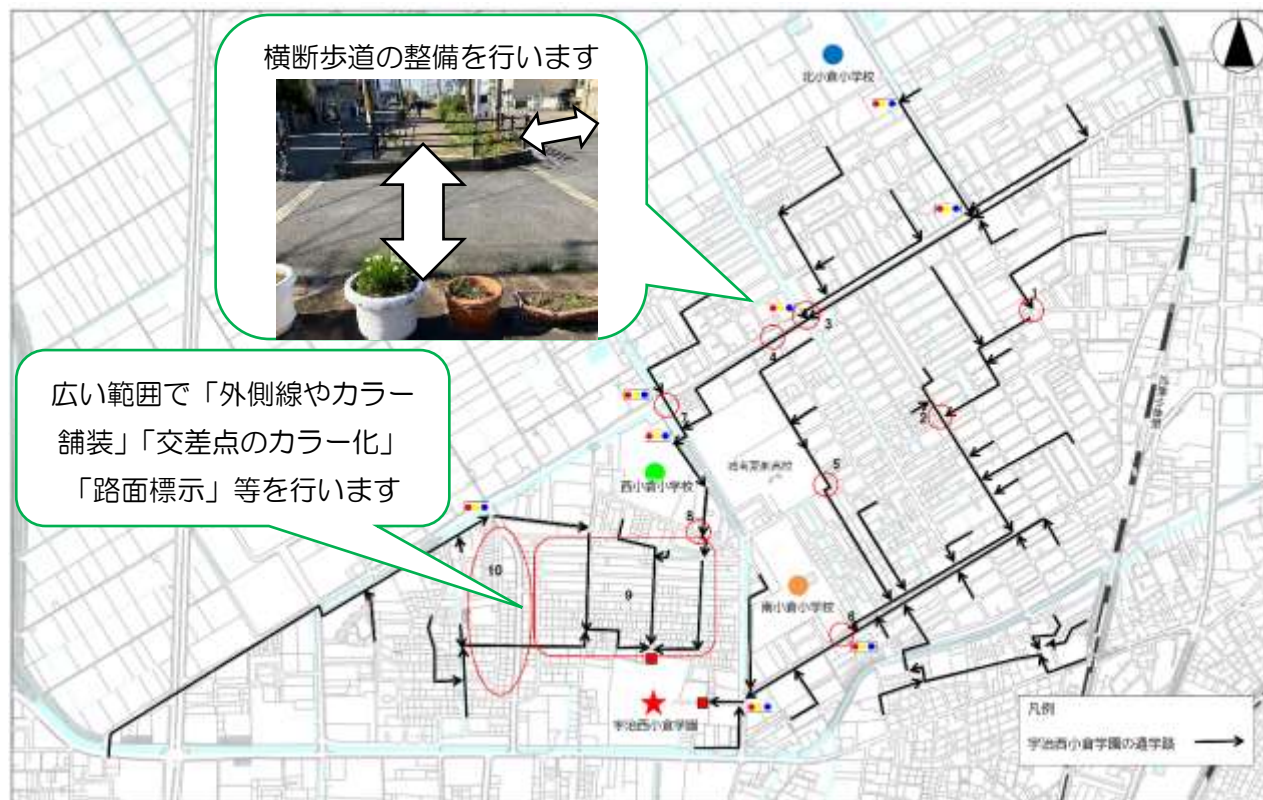 横断歩道の整備を行います
北小倉小学校
1
3
4
2
7
5
西小倉小学校
広い範囲で「外側線やカラー
舗装」「交差点のカラー化」
「路面標示」等を行います
8
10
9
南小倉小学校
6
宇治西小倉学園
凡例
宇治西小倉学園の通学路